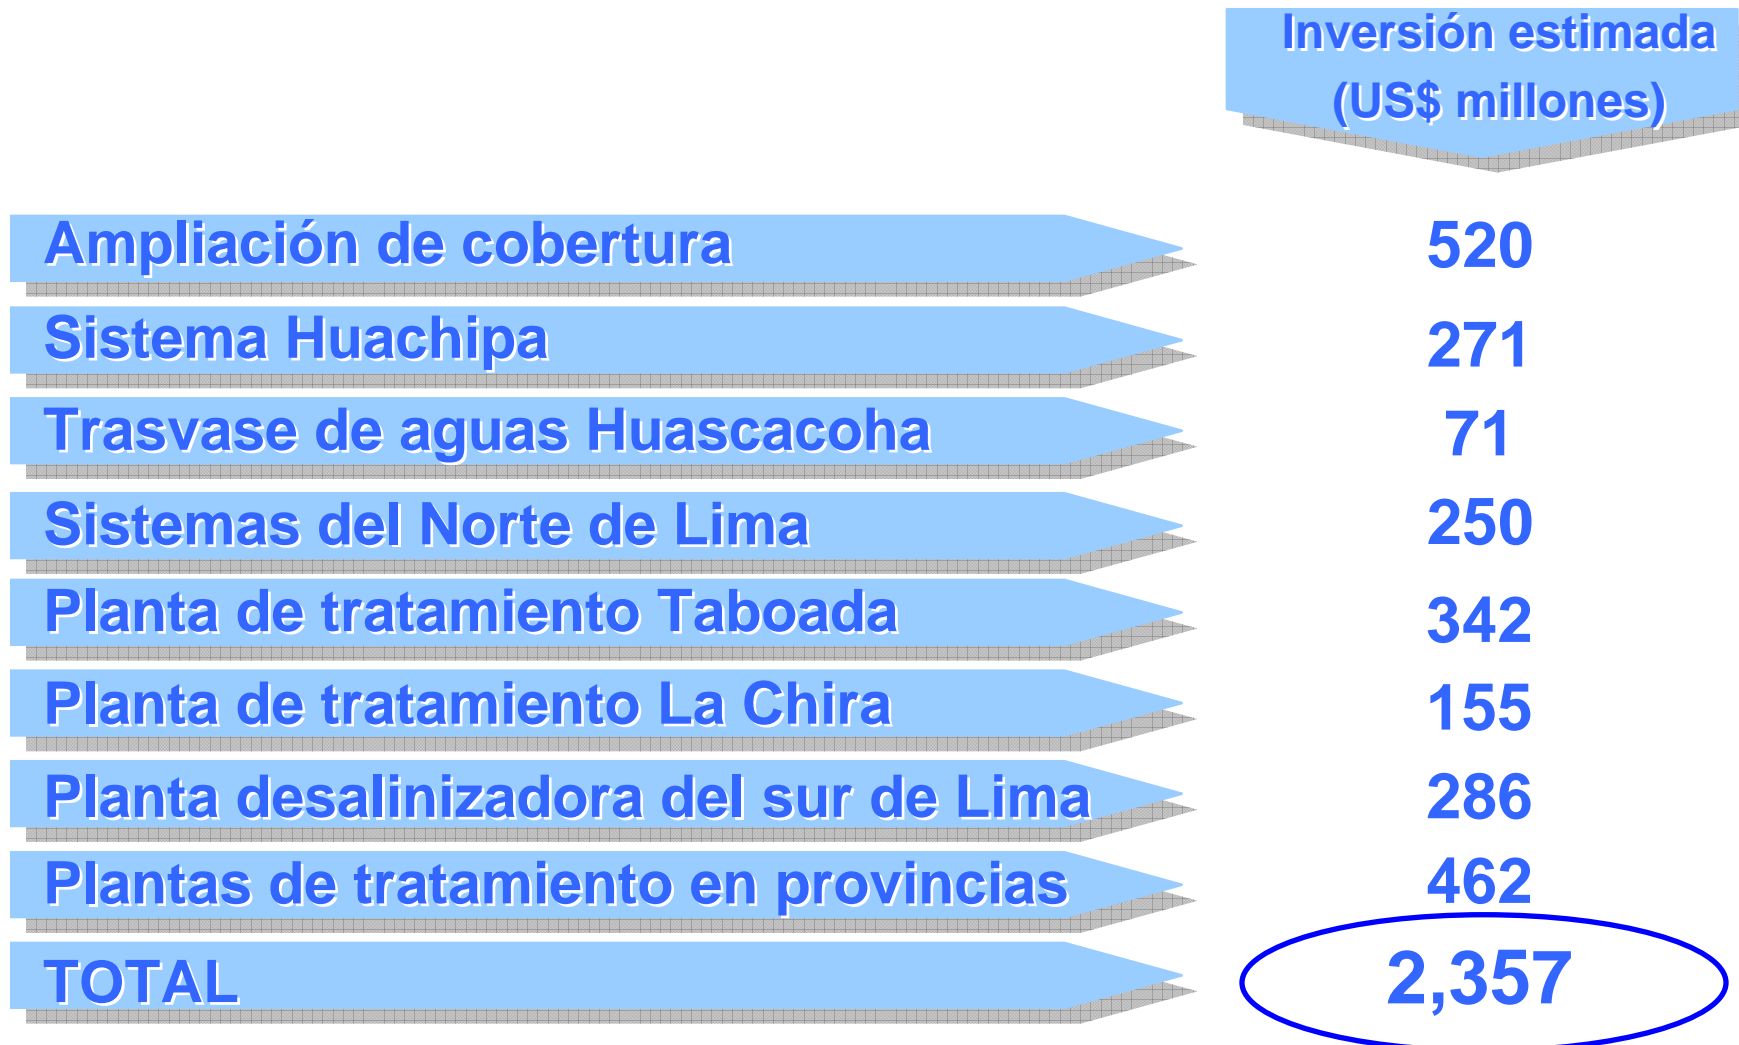 Inversión estimada
(US$ millones)
Ampliación de cobertura 520
Sistema Huachipa 271
Trasvase de aguas Huascacoha 71
Sistemas del Norte de Lima 250
Planta de tratamiento Taboada 342
Planta de tratamiento La Chira 155
Planta desalinizadora del sur de Lima 286
Plantas de tratamiento en provincias 462
TOTAL 2,357